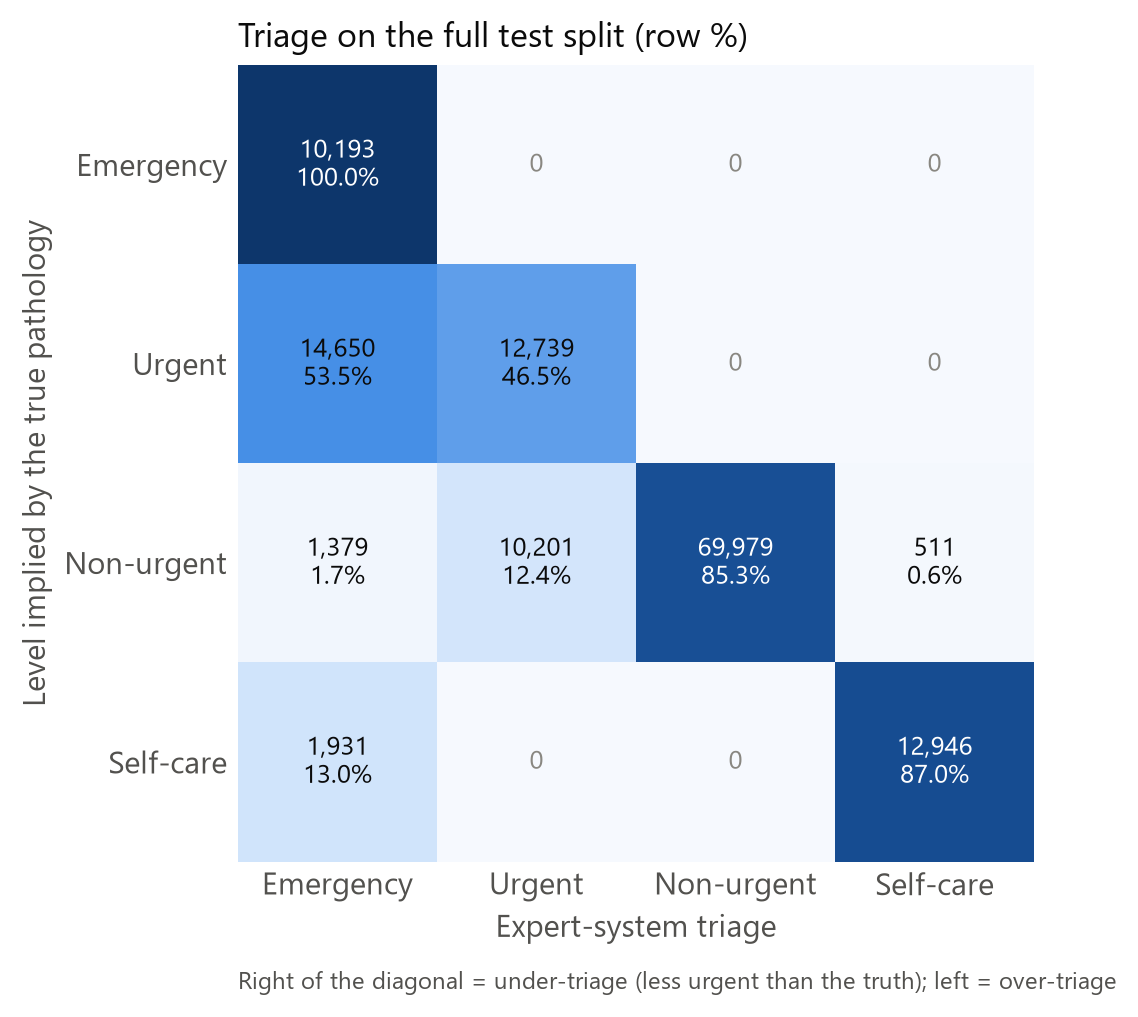 Triage on the full test split (row %)
Level implied by the true pathology
Emergency
10,193
100.0%
0
0
0
Urgent
14,650
53.5%
12,739
46.5%
0
0
Non-urgent
1,379
1.7%
10,201
12.4%
69,979
85.3%
511
0.6%
Self-care
1,931
13.0%
0
0
12,946
87.0%
Emergency
Urgent
Non-urgent
Self-care
Expert-system triage
Right of the diagonal = under-triage (less urgent than the truth); left = over-triage